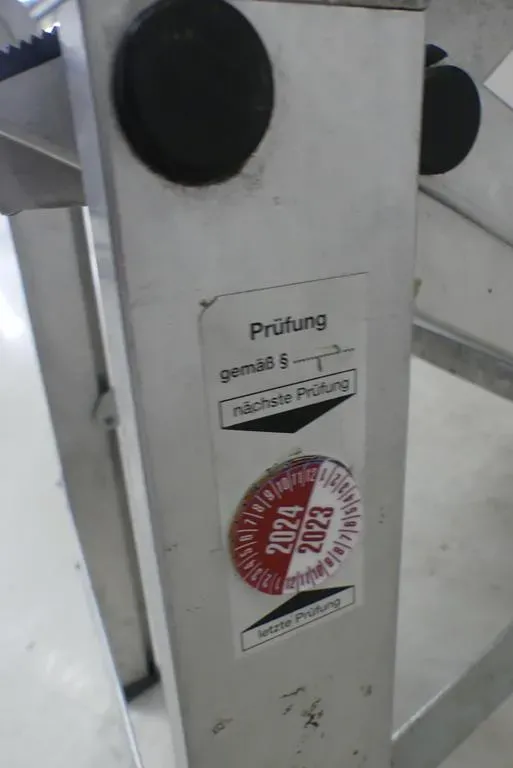 Prüfung
gemäß §
nächste Prüfung
2024
2023
letzte Prüfung